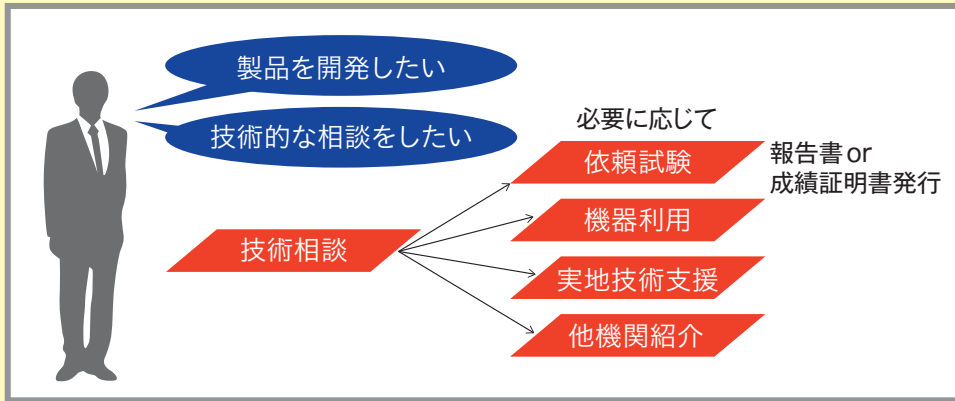 製品を開発したい
技術的な相談をしたい
必要に応じて
依頼試験
報告書or
成績証明書発行
機器利用
技術相談
実地技術支援
他機関紹介